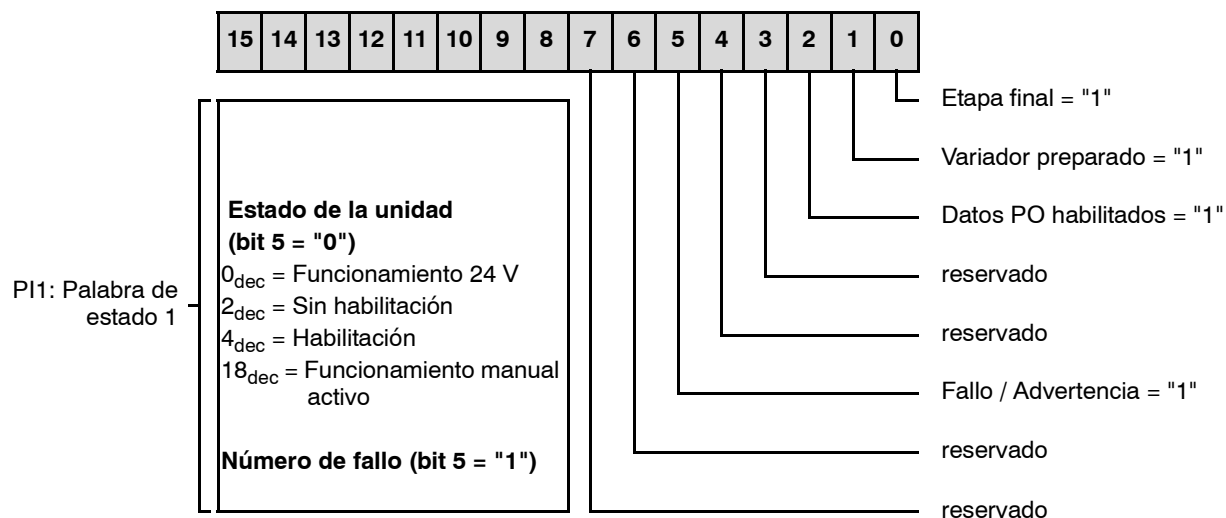 15 14 13 12 11 10 9 8 7 6 5 4 3 2 1 0
Etapa final = "1"
Variador preparado = "1"
Datos PO habilitados = "1"
reservado
reservado
Fallo / Advertencia = "1"
reservado
reservado
PI1: Palabra de
estado 1
Estado de la unidad
(bit 5 = "0")
0dec = Funcionamiento 24 V
2dec = Sin habilitación
4dec = Habilitación
18dec = Funcionamiento manual
activo
Número de fallo (bit 5 = "1")